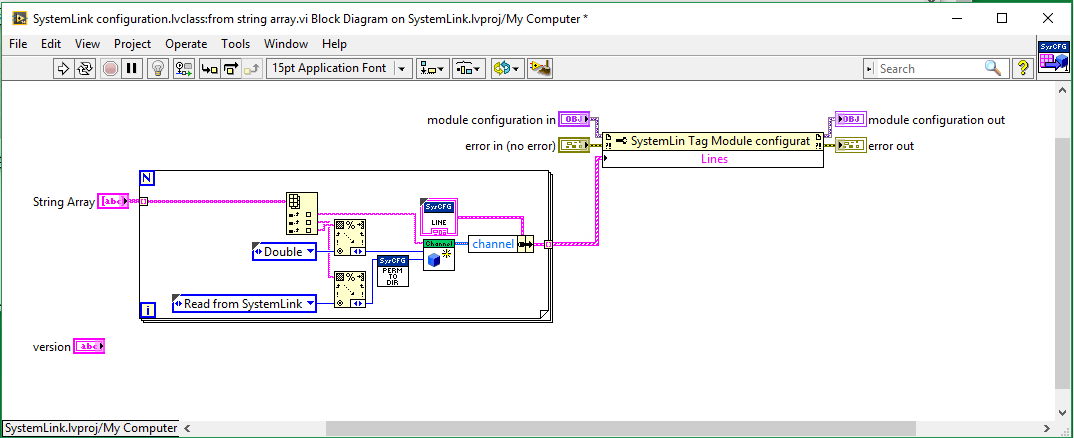 SystemLink configuration.lvclass:from string array.vi Block Diagram on SystemLink.lvproj/My Computer *
File Edit View Project Operate Tools Window Help
15pt Application Font
Search
?
SysCFG
module configuration in
OBJ
OBJ
module configuration out
error in (no error)
SystemLin Tag Module configurat
error out
Lines
N
String Array
abc
SysCFG
LINE
Double
Channel
channel
SysCFG
PERM
TO
DIR
Read from SystemLink
i
version
abc
SystemLink.lvproj/My Computer